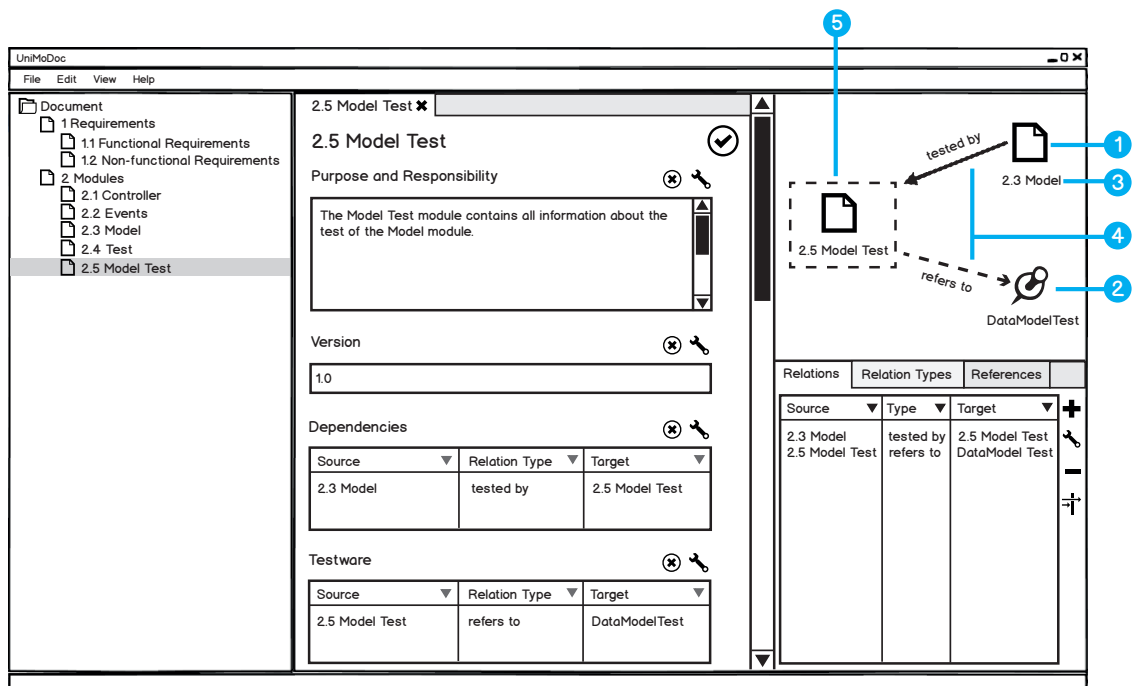 5
UniMoDoc
File Edit View Help
Document
1 Requirements
1.1 Functional Requirements
1.2 Non-functional Requirements
2 Modules
2.1 Controller
2.2 Events
2.3 Model
2.4 Test
2.5 Model Test
2.5 Model Test
2.5 Model Test
Purpose and Responsibility
The Model Test module contains all information about the
test of the Model module.
Version
1.0
Dependencies
Source Relation Type Target
2.3 Model tested by 2.5 Model Test
Testware
Source Relation Type Target
2.5 Model Test refers to DataModelTest
tested by
1
2.3 Model
3
2.5 Model Test
4
refers to
2
DataModelTest
Relations Relation Types References
Source Type Target
2.3 Model tested by 2.5 Model Test
2.5 Model Test refers to DataModel Test